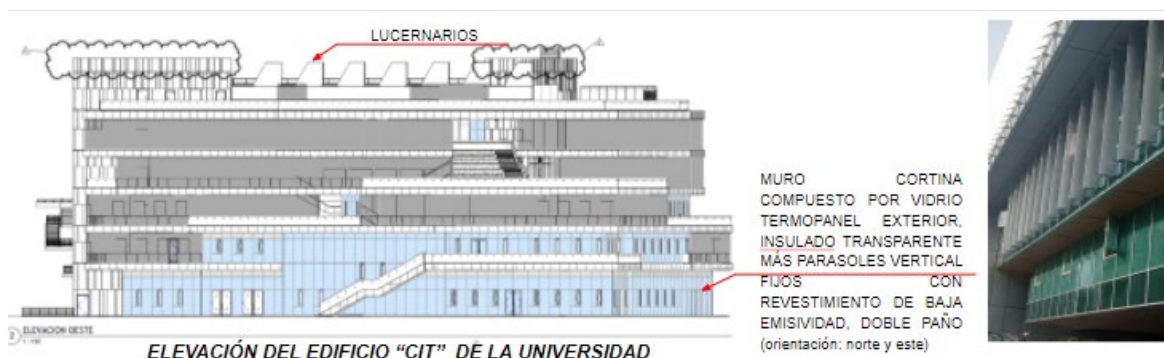 LUCERNARIOS
MURO CORTINA
COMPUESTO POR VIDRIO
TERMOPANEL EXTERIOR,
INSULADO TRANSPARENTE
MÁS PARASOLES VERTICAL
FIJOS CON
REVESTIMIENTO DE BAJA
EMISIVIDAD, DOBLE PAÑO
(orientación: norte y este)
2 ELEVACION OESTE
ELEVACIÓN DEL EDIFICIO “CIT” DE LA UNIVERSIDAD